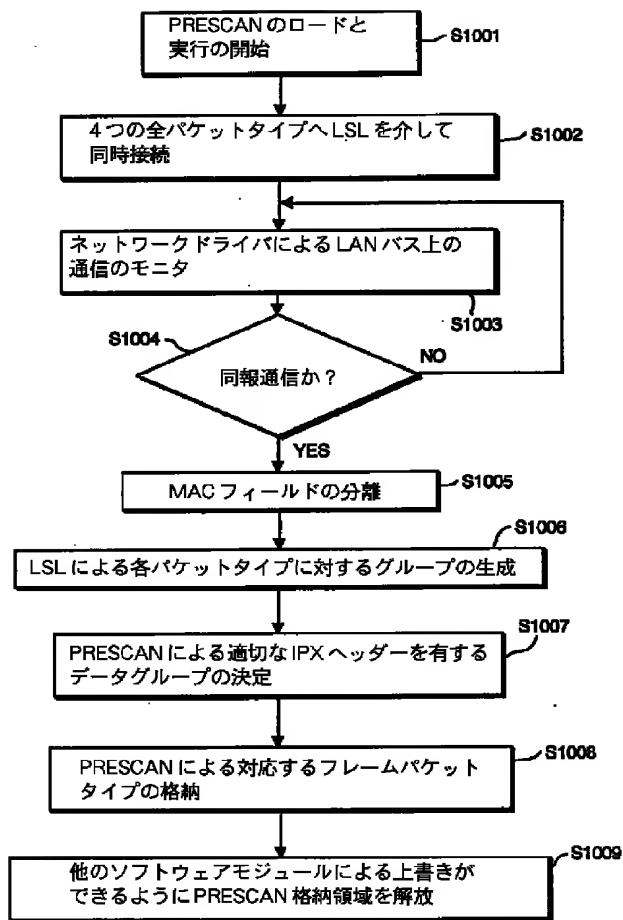 PRESCAN のロードと
実行の開始
S1001
4つの全パケットタイプへ LSL を介して
同時接続
S1002
ネットワークドライバによる LAN バス上の
通信のモニタ
S1003
S1004
同報通信か？
NO
YES
MAC フィールドの分離
S1005
S1006
LSL による各パケットタイプに対するグループの生成
S1007
PRESCAN による適切な IPX ヘッダーを有する
データグループの決定
PRESCAN による対応するフレームパケット
タイプの格納
S1008
他のソフトウェアモジュールによる上書きが
できるように PRESCAN 格納領域を解放
S1009